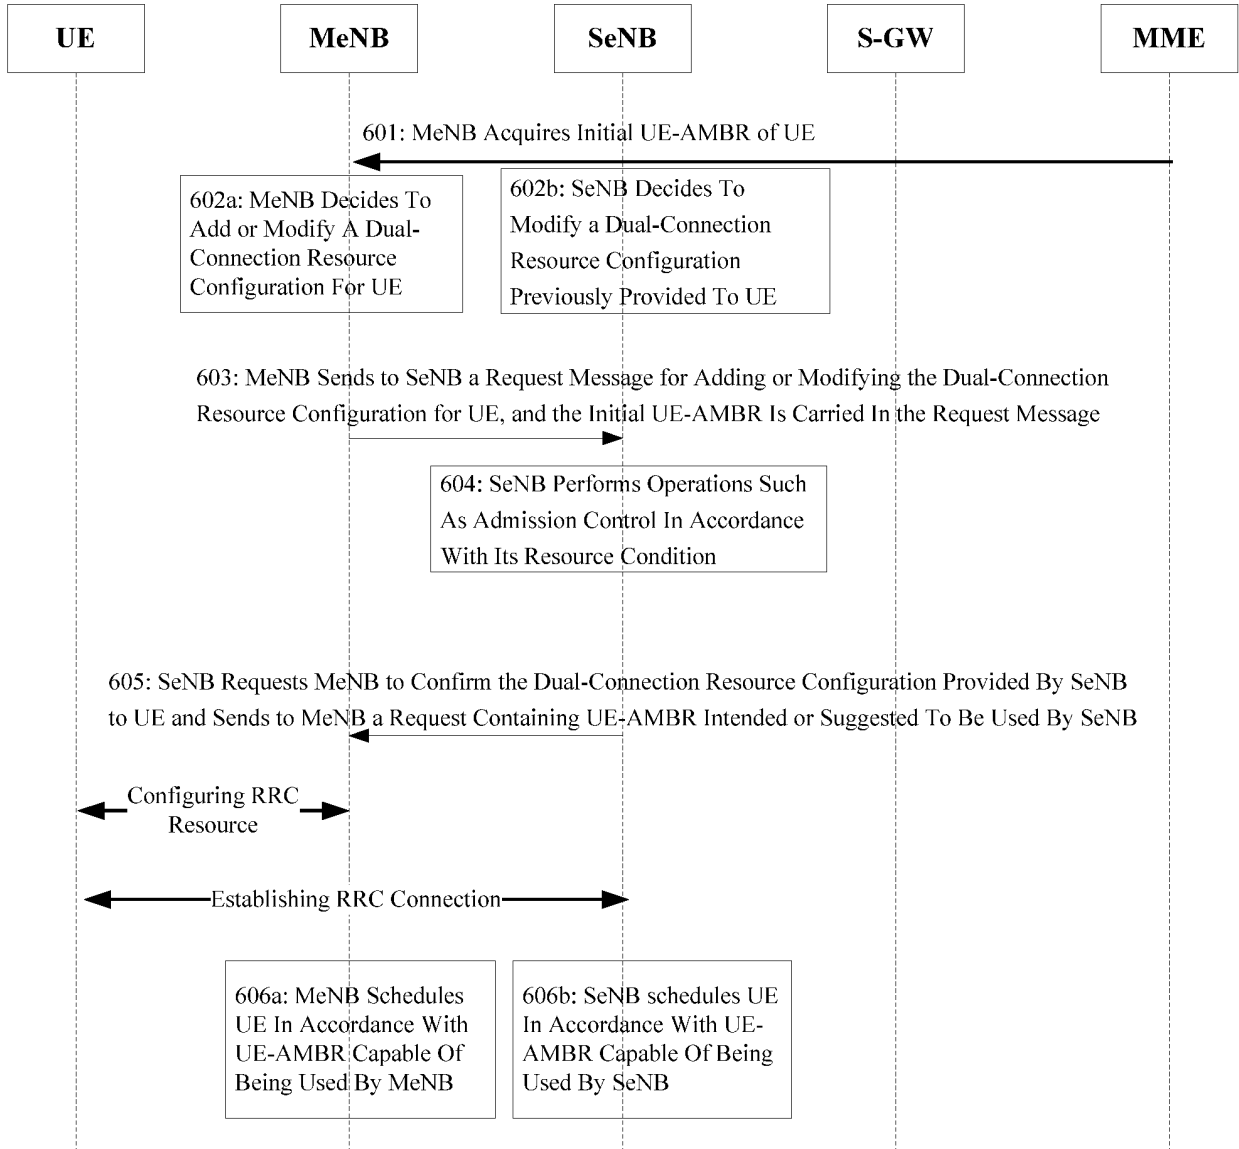 UE
MeNB
SeNB
S-GW
MME
601: MeNB Acquires Initial UE-AMBR of UE
602a: MeNB Decides To
Add or Modify A Dual-
Connection Resource
Configuration For UE
602b: SeNB Decides To
Modify a Dual-Connection
Resource Configuration
Previously Provided To UE
603: MeNB Sends to SeNB a Request Message for Adding or Modifying the Dual-Connection
Resource Configuration for UE, and the Initial UE-AMBR Is Carried In the Request Message
604: SeNB Performs Operations Such
As Admission Control In Accordance
With Its Resource Condition
605: SeNB Requests MeNB to Confirm the Dual-Connection Resource Configuration Provided By SeNB
to UE and Sends to MeNB a Request Containing UE-AMBR Intended or Suggested To Be Used By SeNB
Configuring RRC
Resource
Establishing RRC Connection
606a: MeNB Schedules
UE In Accordance With
UE-AMBR Capable Of
Being Used By MeNB
606b: SeNB schedules UE
In Accordance With UE-
AMBR Capable Of Being
Used By SeNB